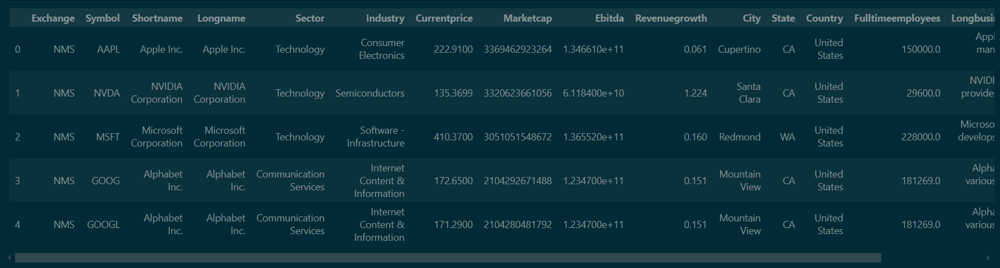 Exchange Symbol Shortname Longname Sector Industry Currentprice Marketcap Ebitda Revenuegrowth City State Country Fulltimeemployees Longbusi
0 NMS AAPL Apple Inc. Apple Inc. Technology Consumer Electronics 222.9100 3369462923264 1.346610e+11 0.061 Cupertino CA United States 150000.0 Appl man
1 NMS NVDA NVIDIA Corporation NVIDIA Corporation Technology Semiconductors 135.3699 3320623661056 6.118400e+10 1.224 Santa Clara CA United States 29600.0 NVIDI provide
2 NMS MSFT Microsoft Corporation Microsoft Corporation Technology Software - Infrastructure 410.3700 3051051548672 1.365520e+11 0.160 Redmond WA United States 228000.0 Microso develops
3 NMS GOOG Alphabet Inc. Alphabet Inc. Communication Services Internet Content & Information 172.6500 2104292671488 1.234700e+11 0.151 Mountain View CA United States 181269.0 Alpha various
4 NMS GOOGL Alphabet Inc. Alphabet Inc. Communication Services Internet Content & Information 171.2900 2104280481792 1.234700e+11 0.151 Mountain View CA United States 181269.0 Alpha various